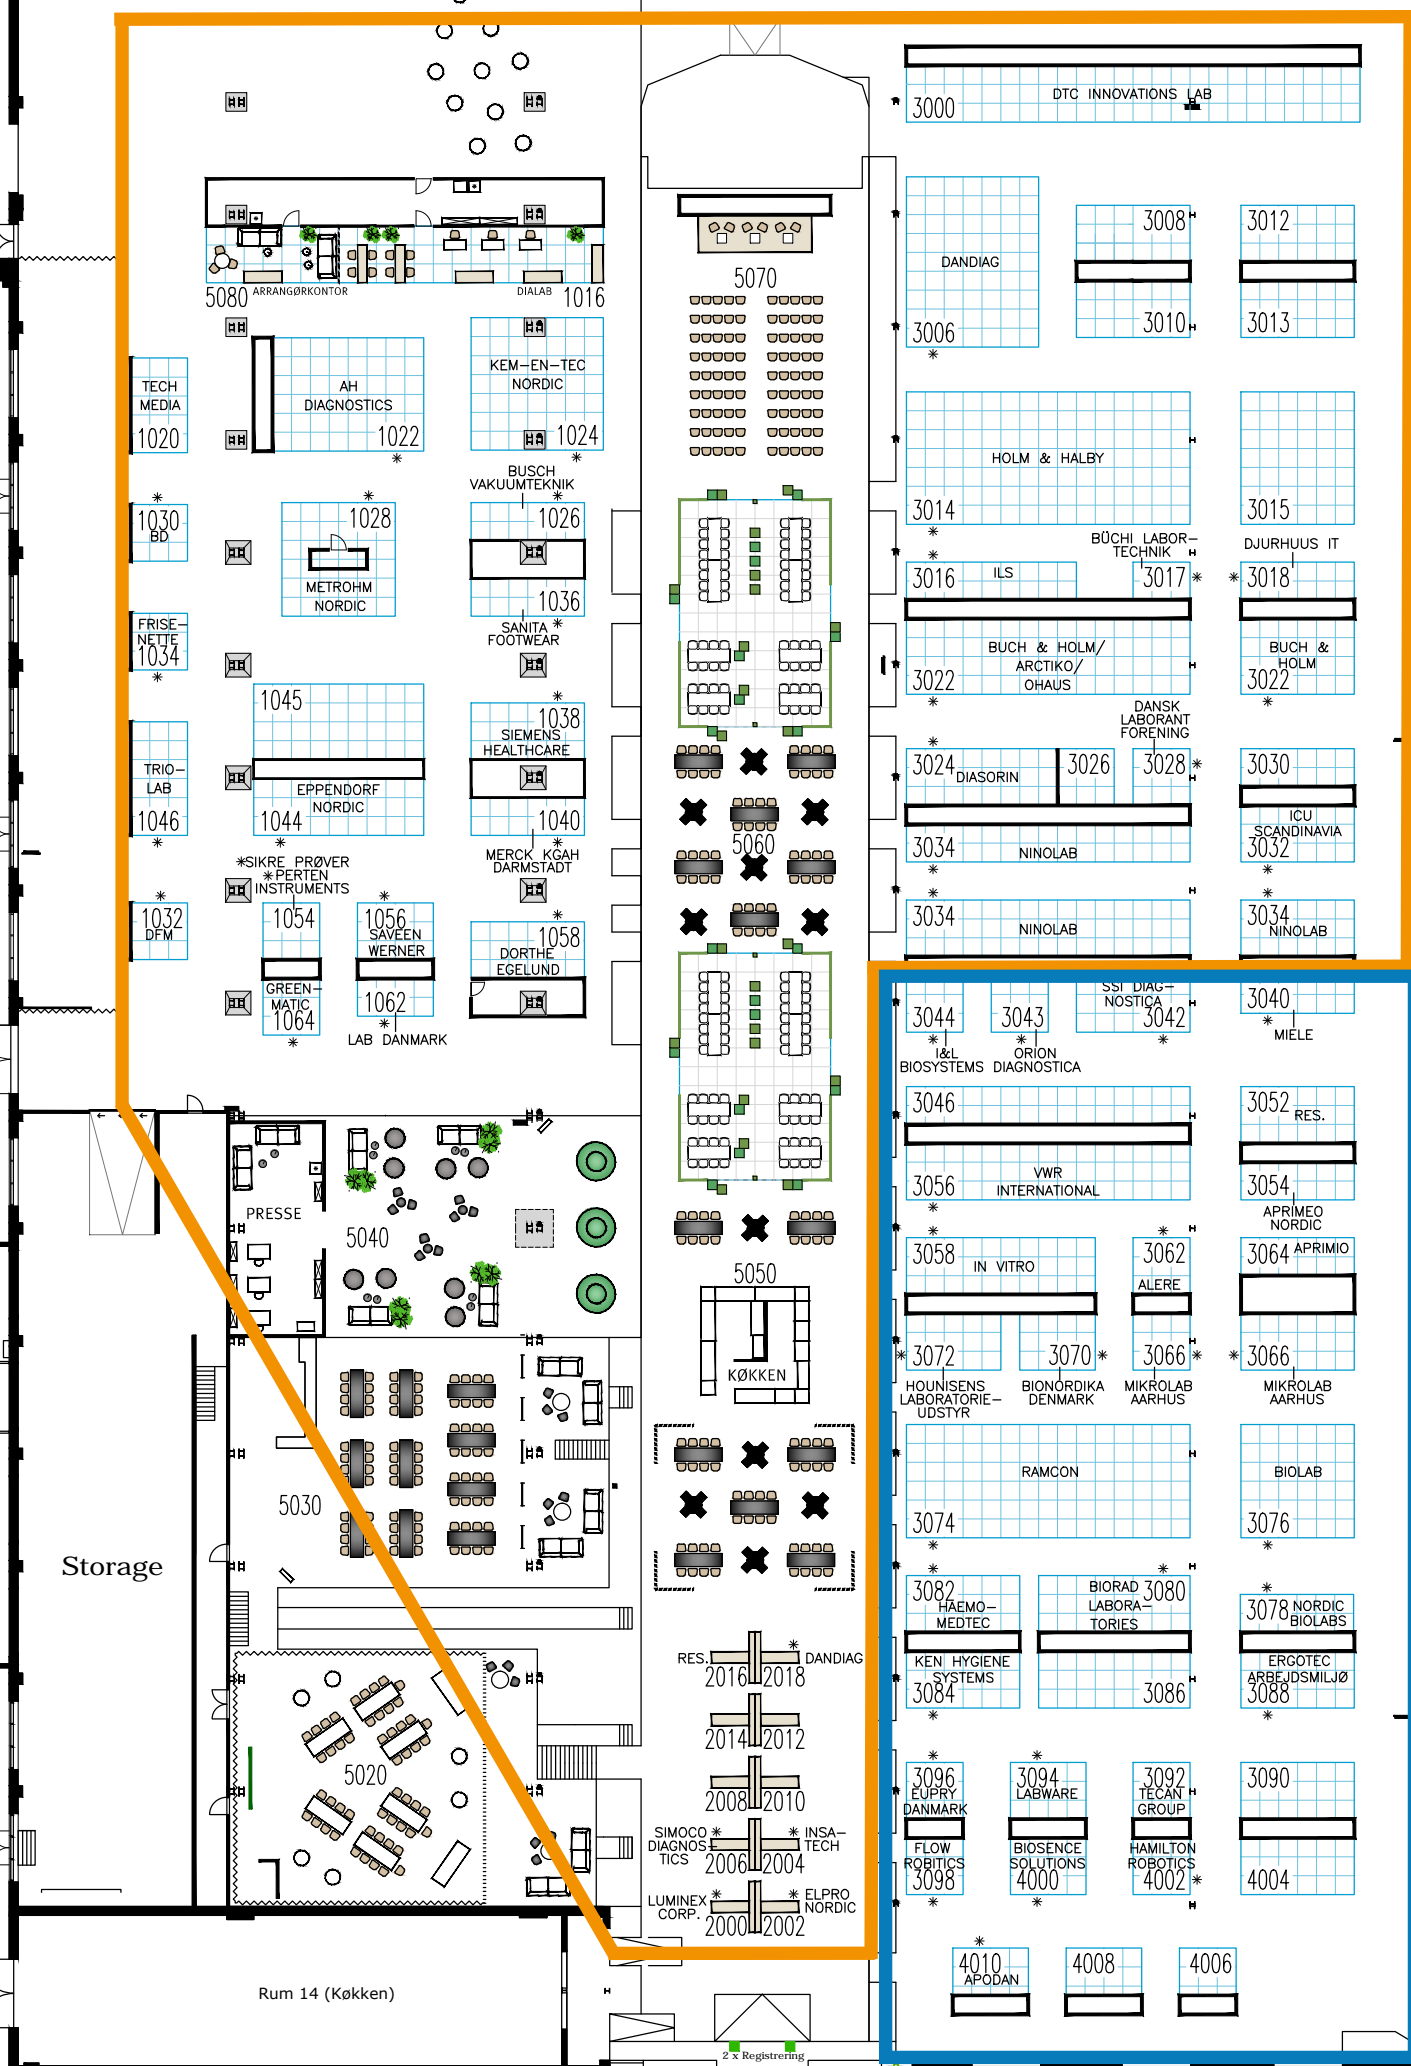 DTC INNOVATIONS LAB
3000
3008
3012
DANDIAG
3006
3010
3013
5070
5080
ARRANGØRKONTOR
DIALAB
1016
TECH
MEDIA
1020
AH
DIAGNOSTICS
1022
KEM-EN-TEC
NORDIC
1024
HOLM & HALBY
3014
3015
BUSCH
VAKUUMTEKNIK
1030
BD
1028
METROHM
NORDIC
1026
1036
SANITA
FOOTWEAR
BÜCHI LABOR-
TECHNIK
DJURHUUS IT
3016
ILS
3017
3018
FRISE-
NETTE
1034
BUCH & HOLM/
ARCTIKO/
OHAUS
3022
BUCH &
HOLM
3022
1045
1038
SIEMENS
HEALTHCARE
DANSK
LABORANT
FORENING
TRIO-
LAB
1046
EPPENDORF
NORDIC
1044
1040
MERCK KGAH
DARMSTADT
3024
DIASORIN
3026
3028
3030
5060
ICU
SCANDINAVIA
3032
3034
NINOLAB
*SIKRE PRØVER
*PERTEN
INSTRUMENTS
1032
DFM
1054
1056
SAVEEN
WERNER
1058
DORTHE
EGELUND
3034
NINOLAB
3034
NINOLAB
GREEN-
MATIC
1064
1062
LAB DANMARK
SSI DIAG-
NOSTICA
3044
3043
3042
3040
I&L
BIOSYSTEMS
ORION
DIAGNOSTICA
MIELE
3046
3052
RES.
VWR
INTERNATIONAL
3056
3054
APRIMEO
NORDIC
PRESSE
5040
3058
IN VITRO
3062
ALERE
3064
APRIMIO
5050
KØKKEN
3072
3070
3066
3066
HOUNISENS
LABORATORIE-
UDSTYR
BIONORDIKA
DENMARK
MIKROLAB
AARHUS
MIKROLAB
AARHUS
5030
RAMCON
3074
BIOLAB
3076
Storage
3082
HAEMO-
MEDTEC
BIORAD
LABORA-
TORIES
3080
3078
NORDIC
BIOLABS
KEN HYGIENE
SYSTEMS
3084
3086
ERGOTEC
ARBEJDSMILJØ
3088
RES.
2016
2018
DANDIAG
2014
2012
5020
2008
2010
3096
EUPRY
DANMARK
3094
LABWARE
3092
TECAN
GROUP
3090
SIMOCO
DIAGNOS-
TICS
2006
2004
INSA-
TECH
FLOW
ROBITICS
3098
BIOSENCE
SOLUTIONS
4000
HAMILTON
ROBOTICS
4002
4004
LUMINEX
CORP.
2000
2002
ELPRO
NORDIC
4010
APODAN
4008
4006
Rum 14 (Køkken)
2 x Registrering